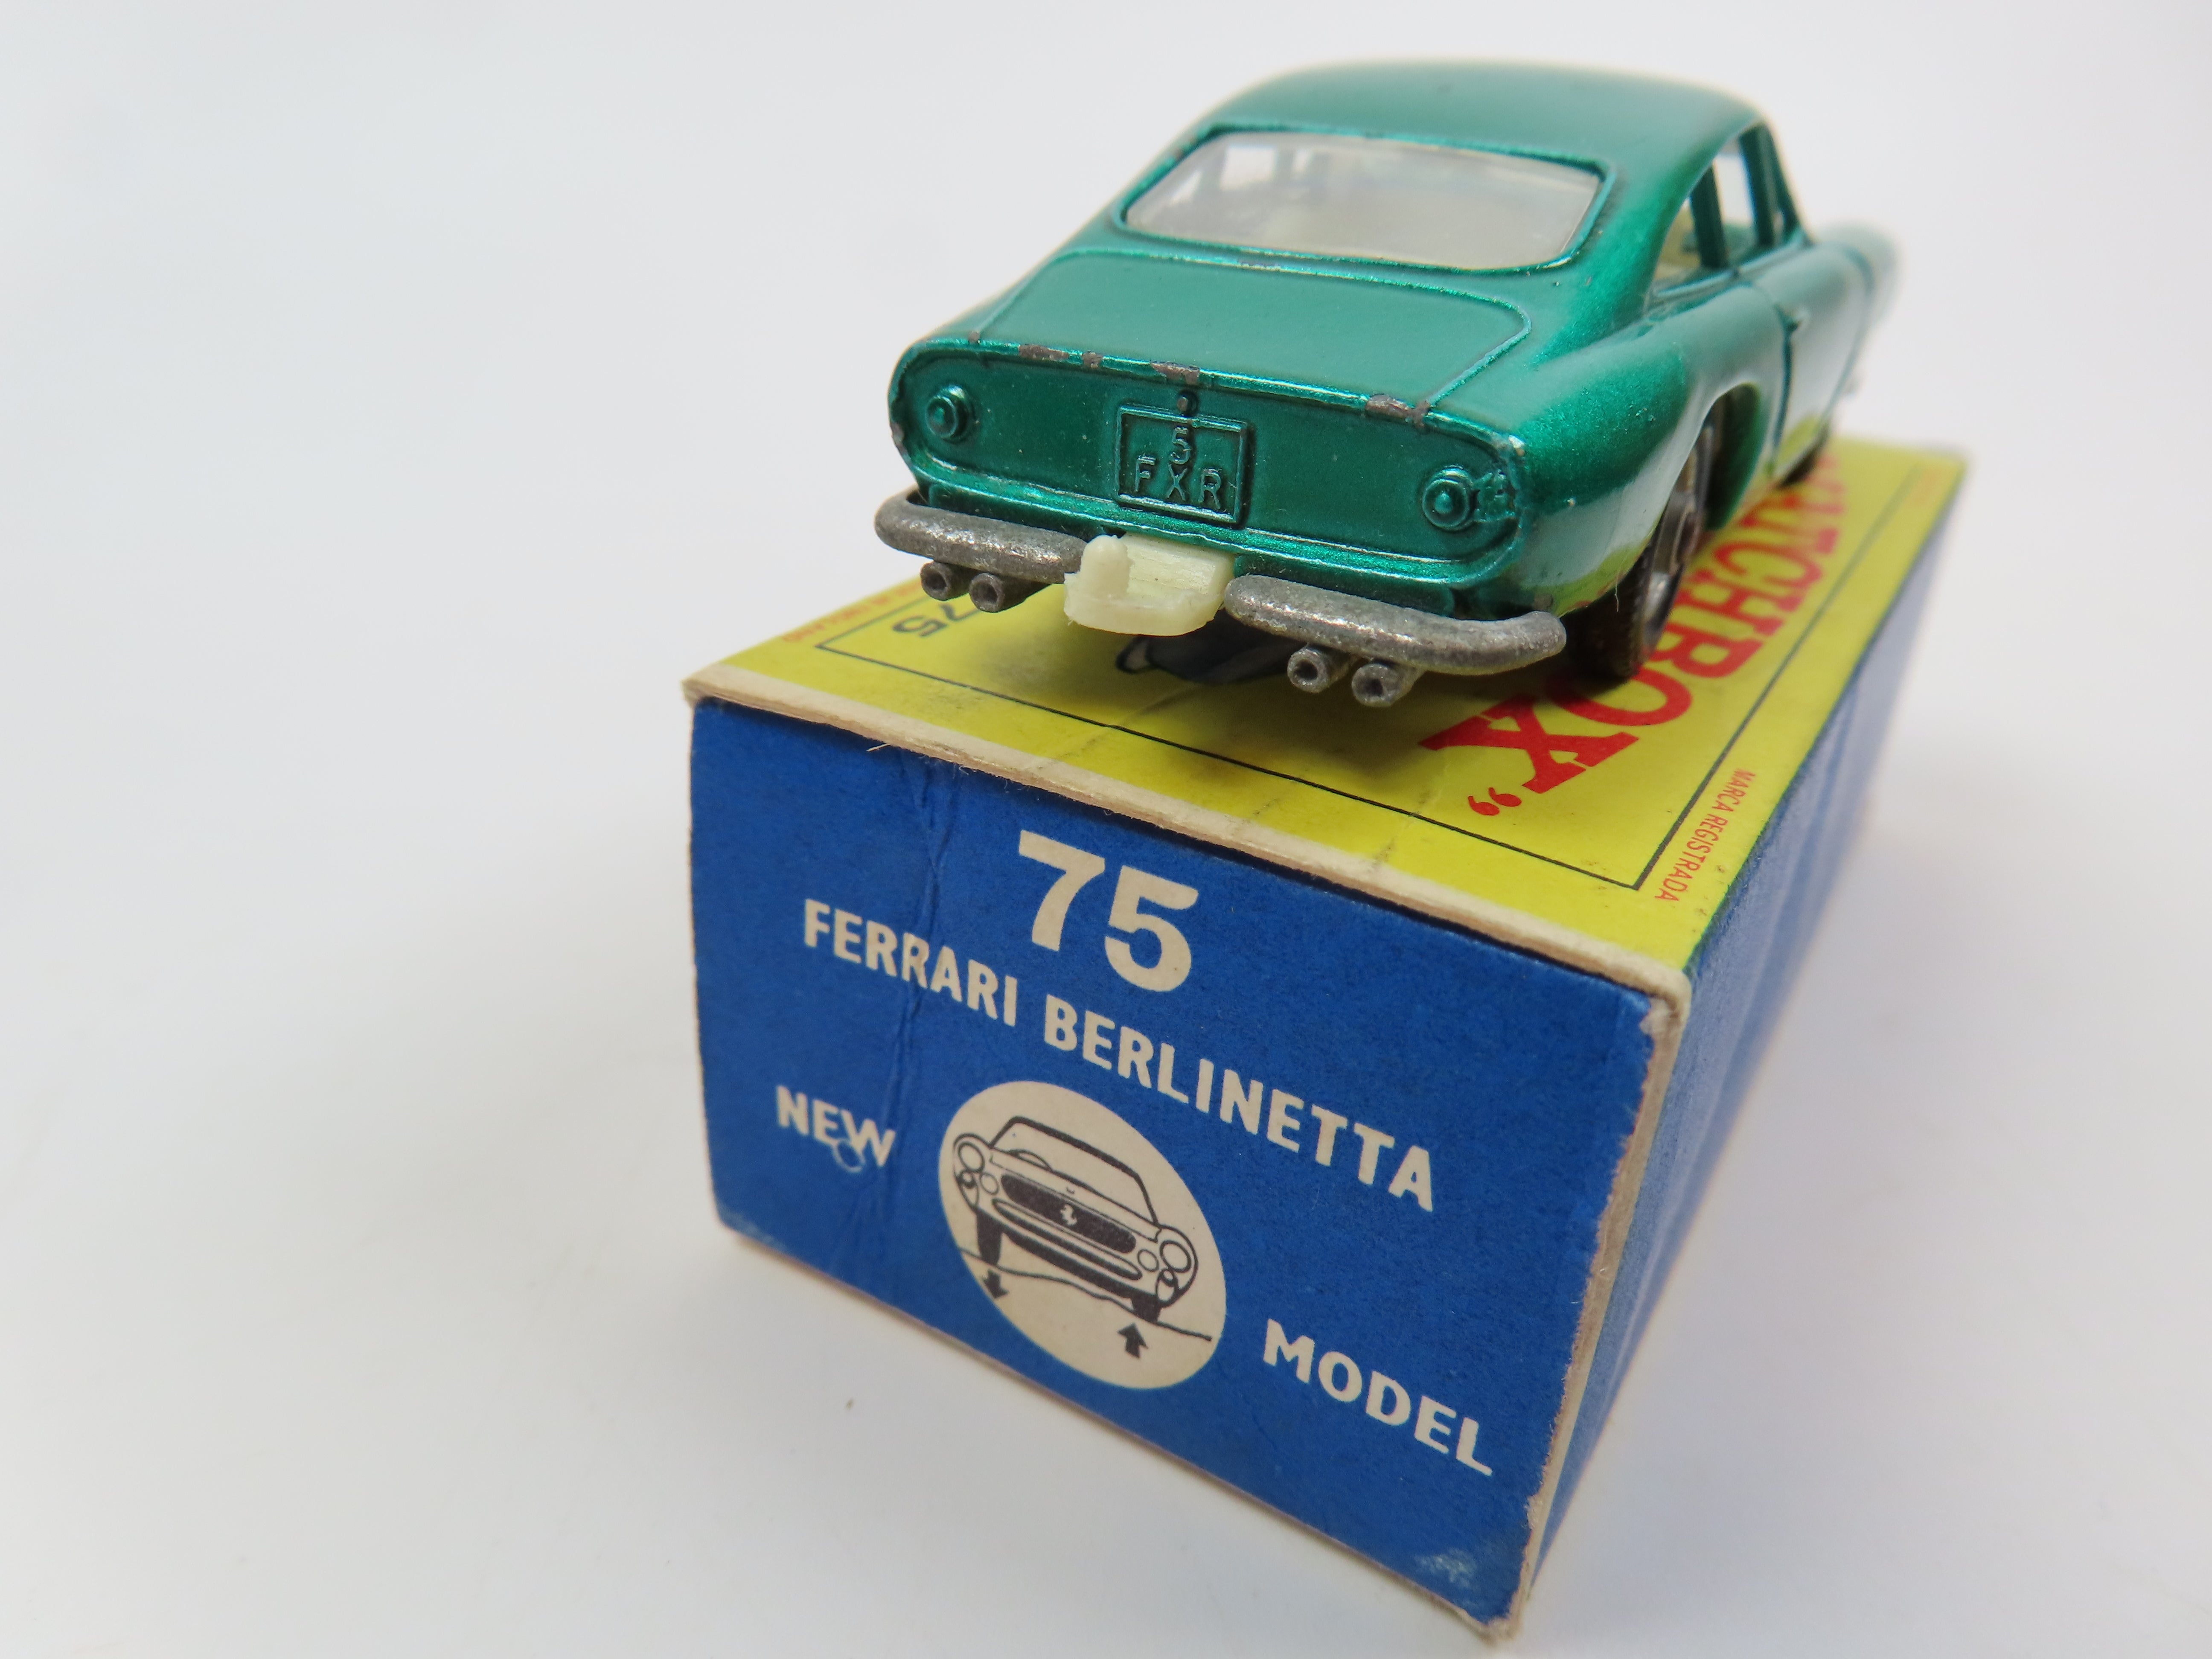 5
FXR
75
MATCHBOX"
MARCA REGISTRADA
75
FERRARI BERLINETTA
NEW
MODEL